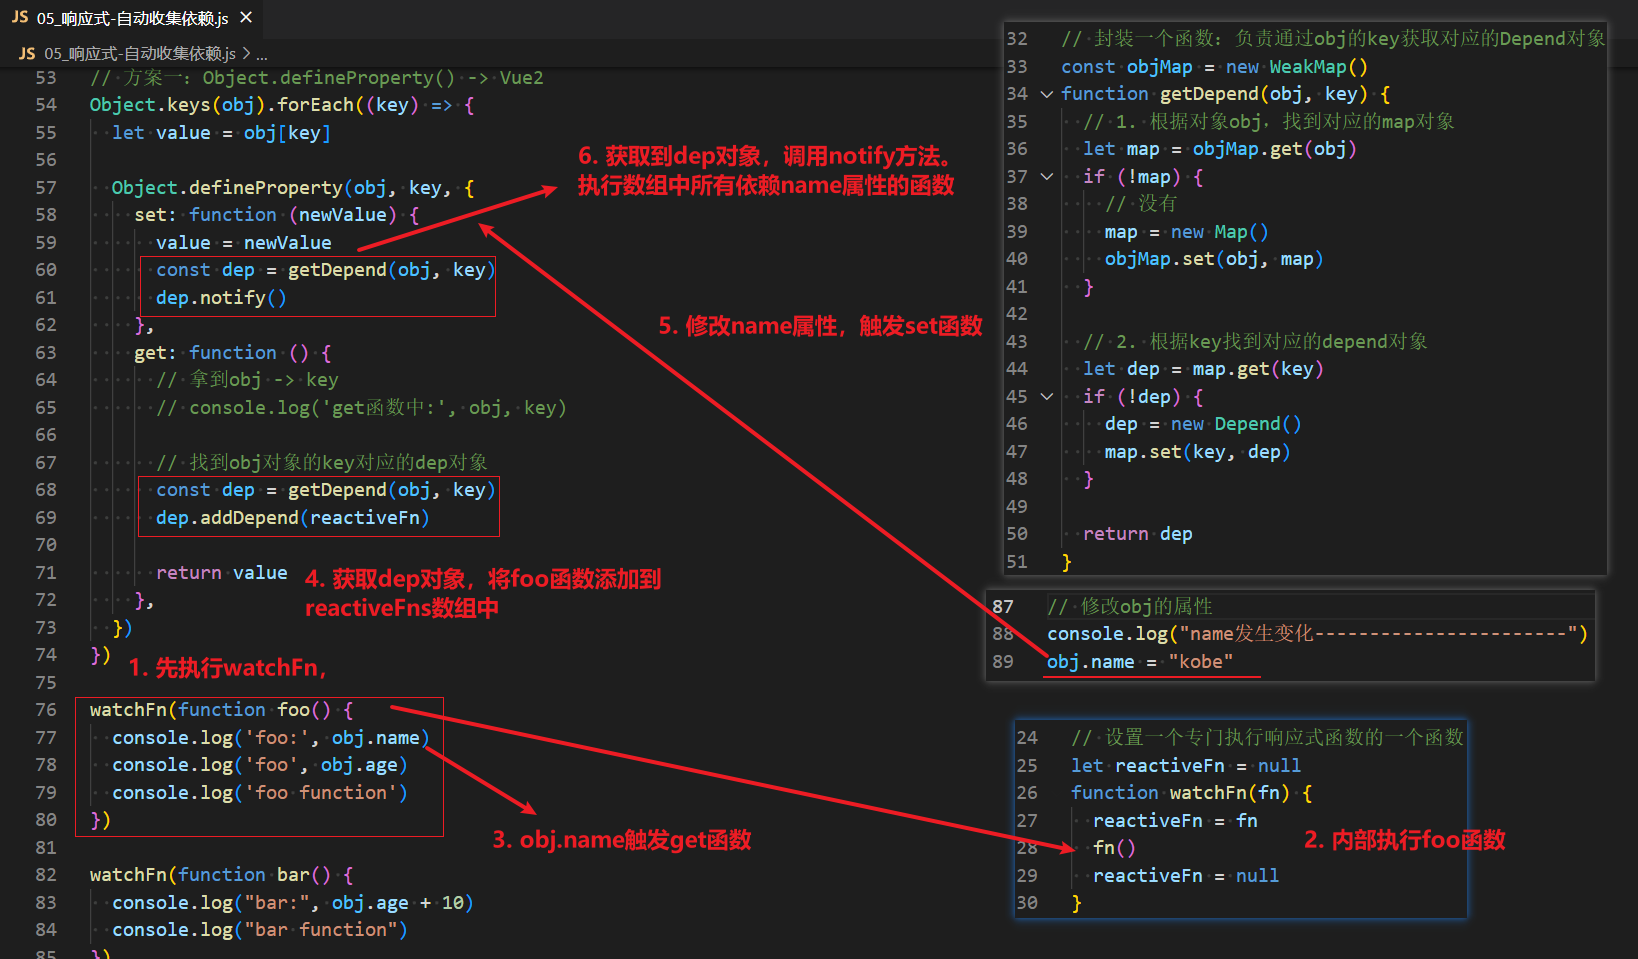 JS 05_响应式-自动收集依赖.js ×
JS 05_响应式-自动收集依赖.js > ...
53 // 方案一: Object.defineProperty() -> Vue2
54 Object.keys(obj).forEach((key) => {
55 let value = obj[key]
56
57 Object.defineProperty(obj, key, {
58 set: function (newValue) {
59 value = newValue
60 const dep = getDepend(obj, key)
61 dep.notify()
62 },
63 get: function () {
64 // 拿到obj -> key
65 // console.log('get函数中:', obj, key)
66
67 // 找到obj对象的key对应的dep对象
68 const dep = getDepend(obj, key)
69 dep.addDepend(reactiveFn)
70
71 return value
72 },
73 })
74 })
75
76 watchFn(function foo() {
77 console.log('foo:', obj.name)
78 console.log('foo', obj.age)
79 console.log('foo function')
80 })
81
82 watchFn(function bar() {
83 console.log("bar:", obj.age + 10)
84 console.log("bar function")
85 })
6. 获取到dep对象，调用notify方法。
执行数组中所有依赖name属性的函数
5. 修改name属性，触发set函数
4. 获取dep对象，将foo函数添加到
reactiveFns数组中
1. 先执行watchFn，
3. obj.name触发get函数
32 // 封装一个函数: 负责通过obj的key获取对应的Depend对象
33 const objMap = new WeakMap()
34 function getDepend(obj, key) {
35 // 1. 根据对象obj, 找到对应的map对象
36 let map = objMap.get(obj)
37 if (!map) {
38 // 没有
39 map = new Map()
40 objMap.set(obj, map)
41 }
42
43 // 2. 根据key找到对应的depend对象
44 let dep = map.get(key)
45 if (!dep) {
46 dep = new Depend()
47 map.set(key, dep)
48 }
49
50 return dep
51 }
87 // 修改obj的属性
88 console.log("name发生变化-----------------------")
89 obj.name = "kobe"
24 // 设置一个专门执行响应式函数的一个函数
25 let reactiveFn = null
26 function watchFn(fn) {
27 reactiveFn = fn
28 fn()
29 reactiveFn = null
30 }
2. 内部执行foo函数